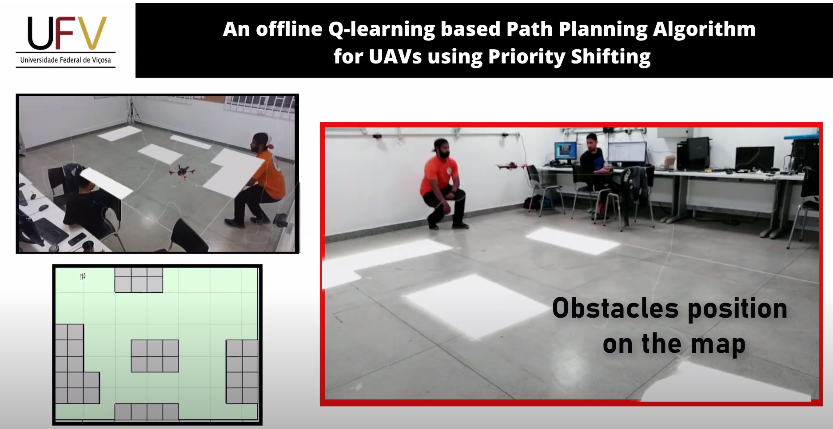 UFV
Universidade Federal de Viçosa
An offline Q-learning based Path Planning Algorithm
for UAVs using Priority Shifting
Obstacles position
on the map